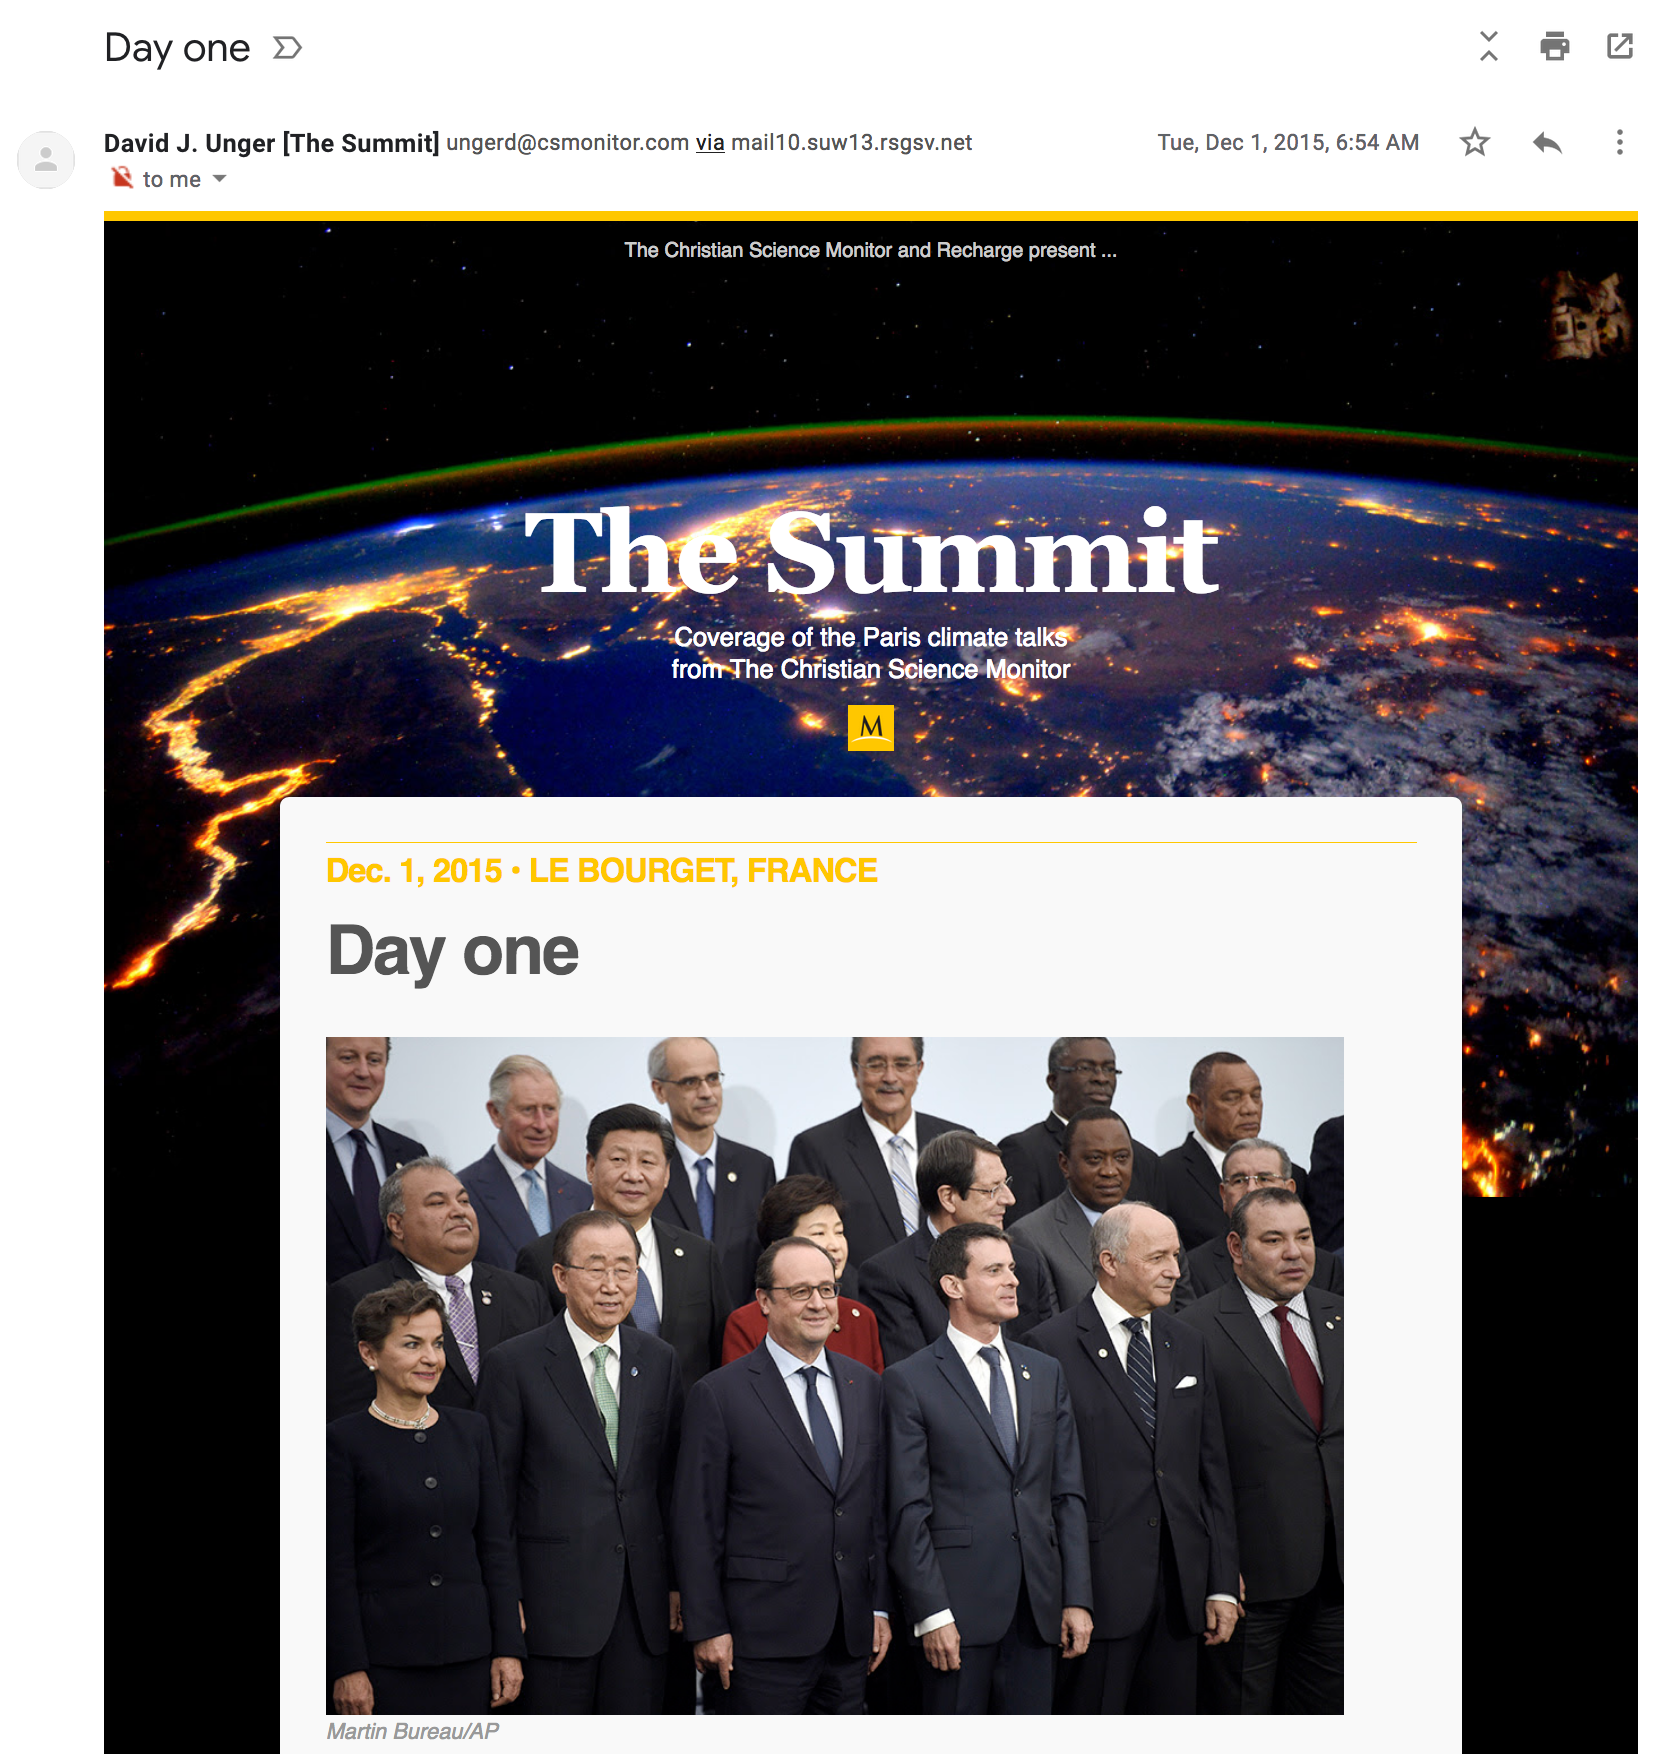 Day one
David J. Unger [The Summit] ungerd@csmonitor.com via mail10.suw13.rsgsv.net Tue, Dec 1, 2015, 6:54 AM
to me
The Christian Science Monitor and Recharge present ...
The Summit
Coverage of the Paris climate talks
from The Christian Science Monitor
M
Dec. 1, 2015 • LE BOURGET, FRANCE
Day one
Martin Bureau/AP